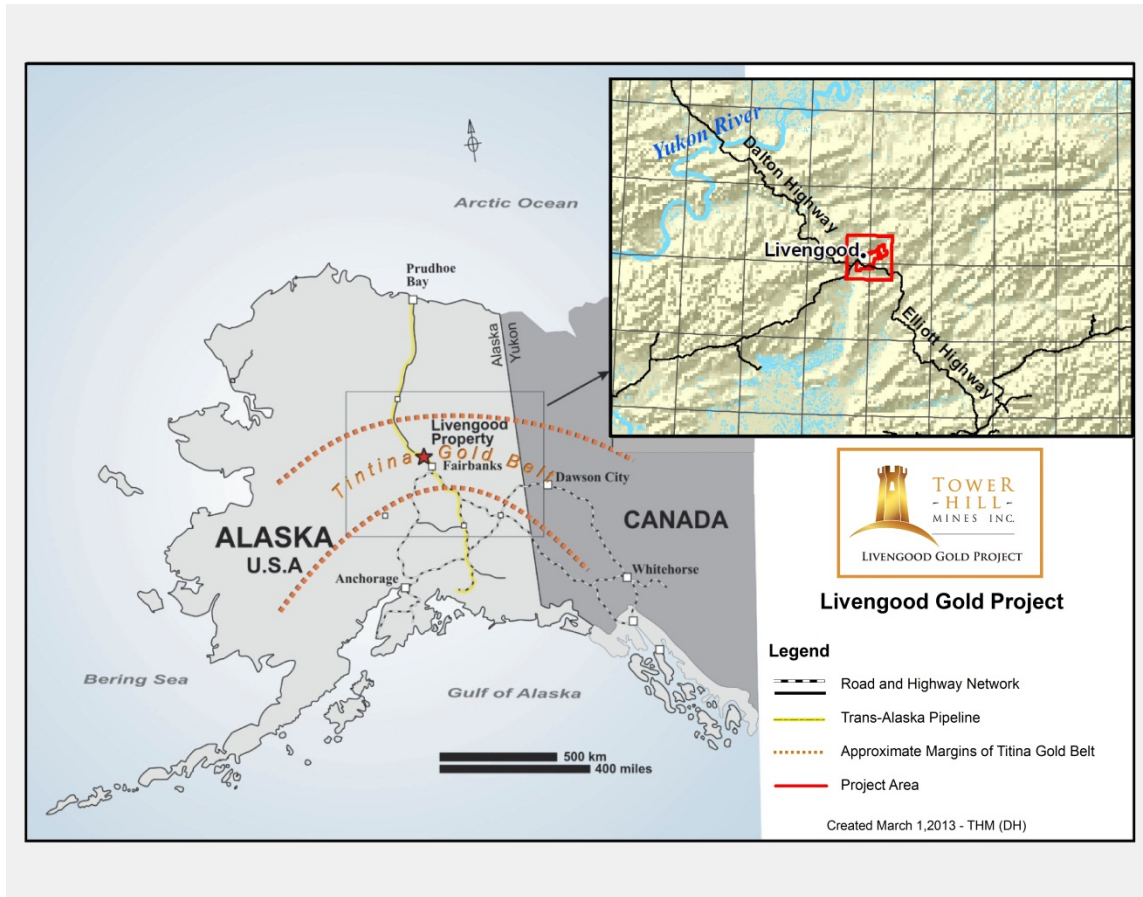 Arctic Ocean
Prudhoe
Bay
Alaska
Yukon
Livengood
Property
Tintina Gold Belt
Fairbanks
Dawson City
ALASKA
U.S.A
CANADA
Anchorage
Whitehorse
Bering Sea
Gulf of Alaska
500 km
400 miles
Yukon River
Dalton Highway
Livengood
Elliott Highway
TOWER
- HILL -
MINES INC.
LIVENGOOD GOLD PROJECT
Livengood Gold Project
Legend
Road and Highway Network
Trans-Alaska Pipeline
Approximate Margins of Titina Gold Belt
Project Area
Created March 1,2013 - THM (DH)